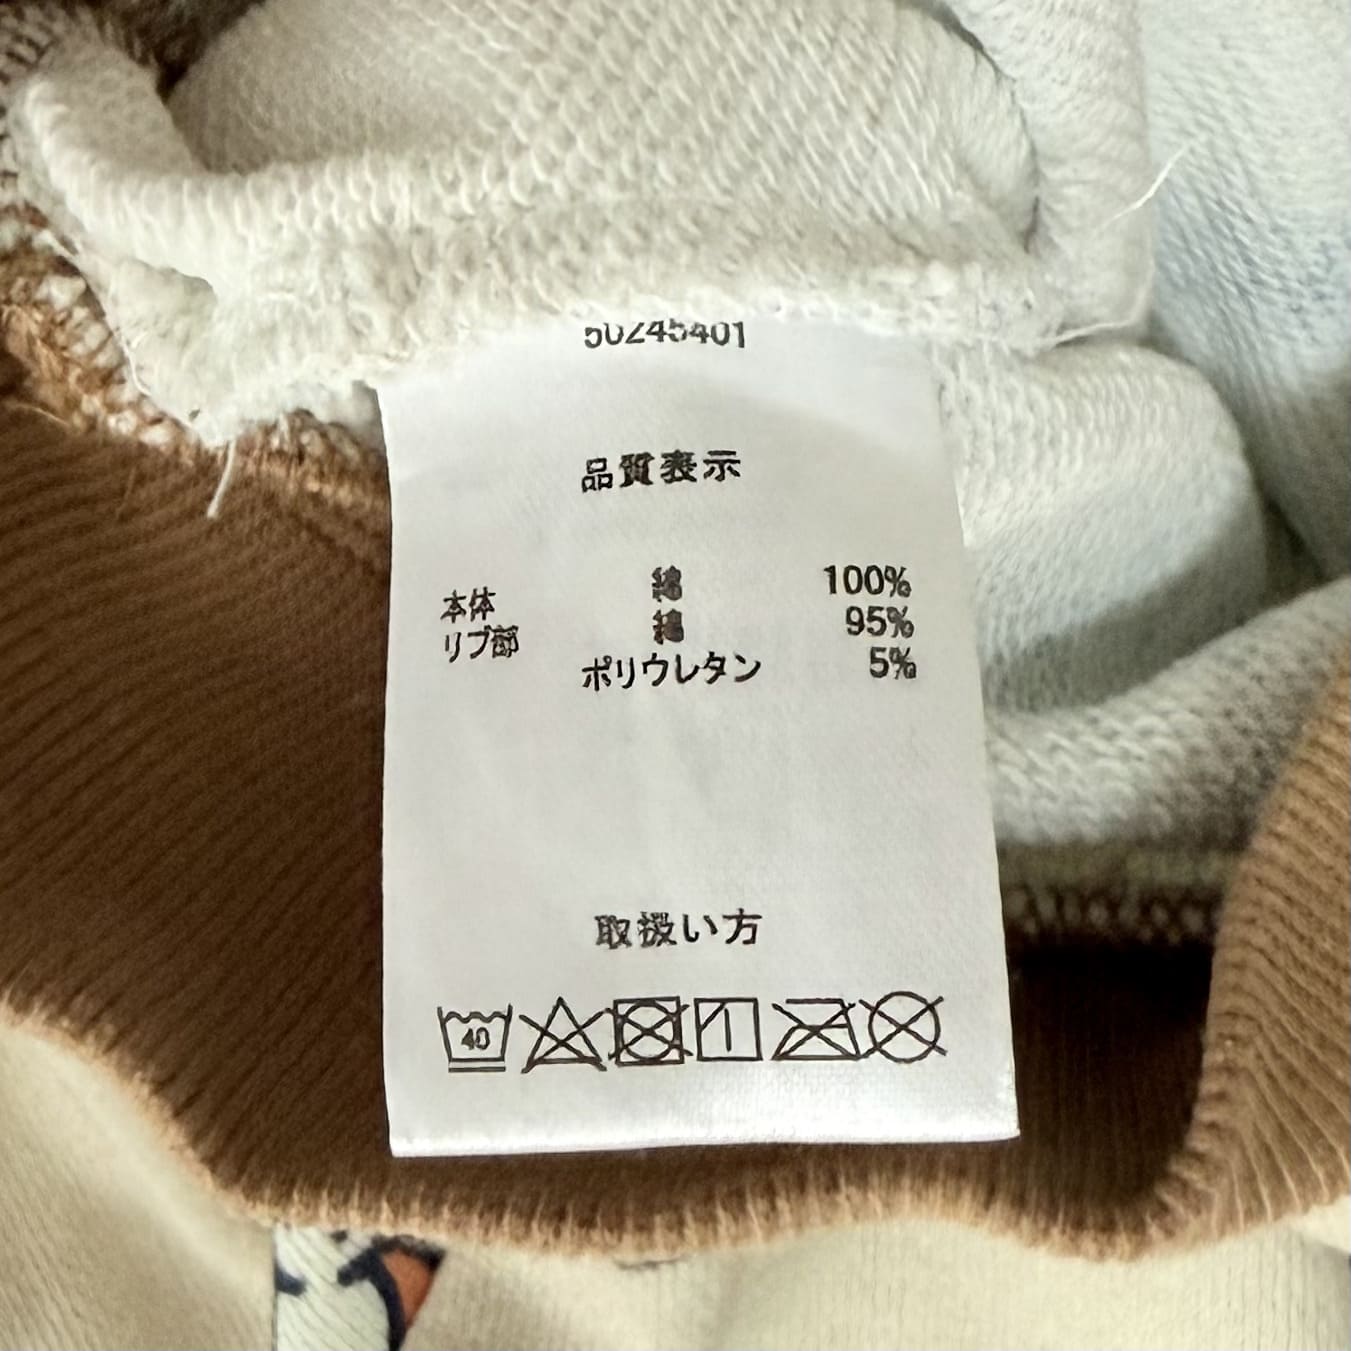 50245401
品質表示
本体 綿 100%
リブ部 綿 95%
ポリウレタン 5%
取扱い方
40